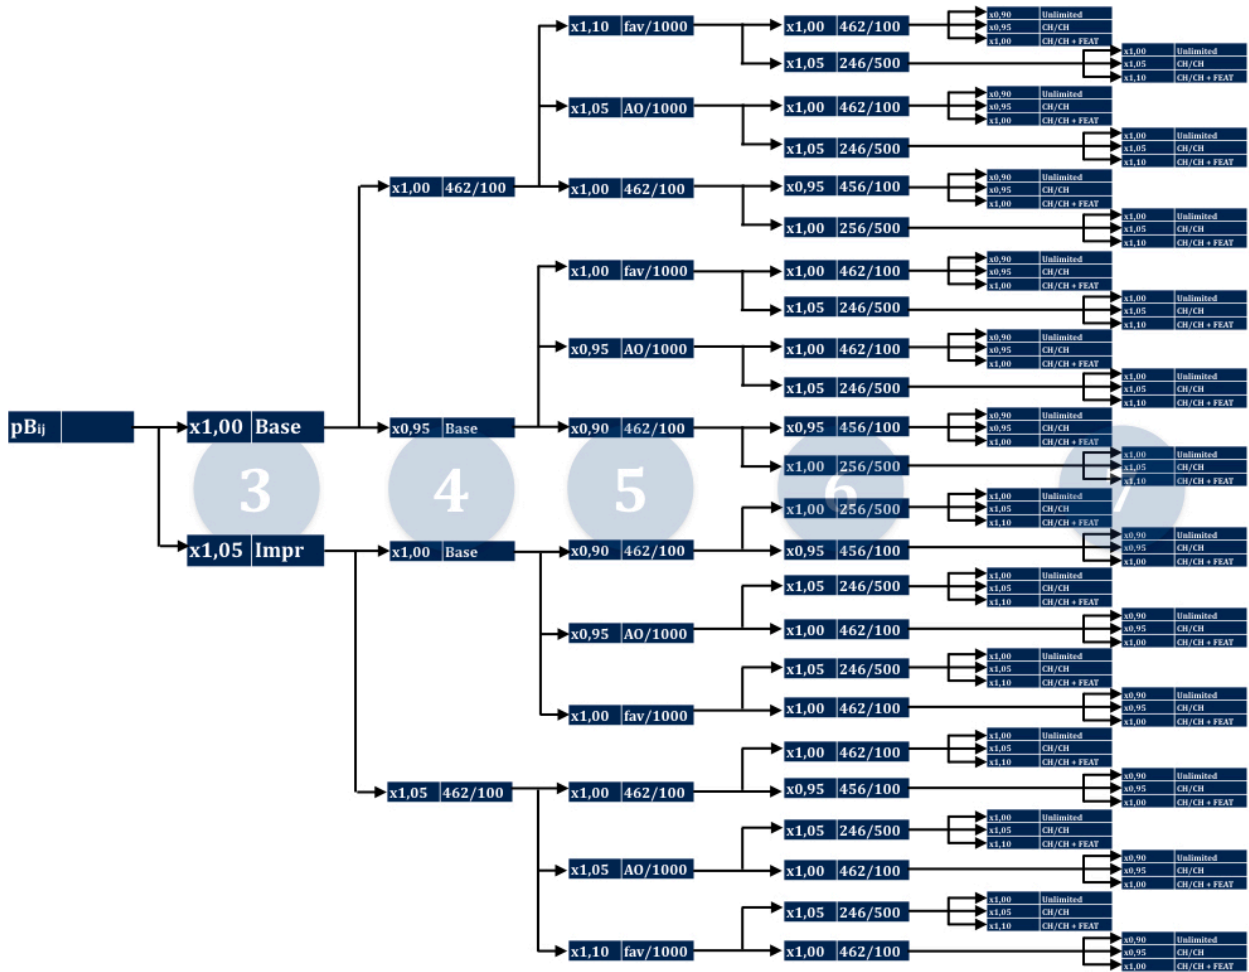 pBij
x1,00 Base
3
x1,05 Impr
x1,00 462/100
x0,95 Base
4
x1,00 Base
x1,05 462/100
x1,10 fav/1000
x1,05 AO/1000
x1,00 462/100
x1,00 fav/1000
x0,95 AO/1000
x0,90 462/100
5
x0,90 462/100
x0,95 AO/1000
x1,00 fav/1000
x1,00 462/100
x1,05 AO/1000
x1,10 fav/1000
x1,00 462/100
x1,05 246/500
x1,00 462/100
x1,05 246/500
x0,95 456/100
x1,00 256/500
x1,00 462/100
x1,05 246/500
x1,00 462/100
x1,05 246/500
x0,95 456/100
x1,00 256/500
6
x1,00 256/500
x0,95 456/100
x1,05 246/500
x1,00 462/100
x1,05 246/500
x1,00 462/100
x1,00 462/100
x0,95 456/100
x1,05 246/500
x1,00 462/100
x1,05 246/500
x1,00 462/100
x0,90 Unlimited
x0,95 CH/CH
x1,00 CH/CH + FEAT
x0,90 Unlimited
x0,95 CH/CH
x1,00 CH/CH + FEAT
x0,90 Unlimited
x0,95 CH/CH
x1,00 CH/CH + FEAT
x0,90 Unlimited
x0,95 CH/CH
x1,00 CH/CH + FEAT
x0,90 Unlimited
x0,95 CH/CH
x1,00 CH/CH + FEAT
x0,90 Unlimited
x0,95 CH/CH
x1,00 CH/CH + FEAT
x1,00 Unlimited
x1,05 CH/CH
x1,10 CH/CH + FEAT
x1,00 Unlimited
x1,05 CH/CH
x1,10 CH/CH + FEAT
x1,00 Unlimited
x1,05 CH/CH
x1,10 CH/CH + FEAT
x1,00 Unlimited
x1,05 CH/CH
x1,10 CH/CH + FEAT
x1,00 Unlimited
x1,05 CH/CH
x1,10 CH/CH + FEAT
x1,00 Unlimited
x1,05 CH/CH
x1,10 CH/CH + FEAT
x1,00 Unlimited
x1,05 CH/CH
x1,10 CH/CH + FEAT
x1,00 Unlimited
x1,05 CH/CH
x1,10 CH/CH + FEAT
x1,00 Unlimited
x1,05 CH/CH
x1,10 CH/CH + FEAT
x1,00 Unlimited
x1,05 CH/CH
x1,10 CH/CH + FEAT
x1,00 Unlimited
x1,05 CH/CH
x1,10 CH/CH + FEAT
x1,00 Unlimited
x1,05 CH/CH
x1,10 CH/CH + FEAT
7
x0,90 Unlimited
x0,95 CH/CH
x1,00 CH/CH + FEAT
x0,90 Unlimited
x0,95 CH/CH
x1,00 CH/CH + FEAT
x0,90 Unlimited
x0,95 CH/CH
x1,00 CH/CH + FEAT
x0,90 Unlimited
x0,95 CH/CH
x1,00 CH/CH + FEAT
x0,90 Unlimited
x0,95 CH/CH
x1,00 CH/CH + FEAT
x0,90 Unlimited
x0,95 CH/CH
x1,00 CH/CH + FEAT